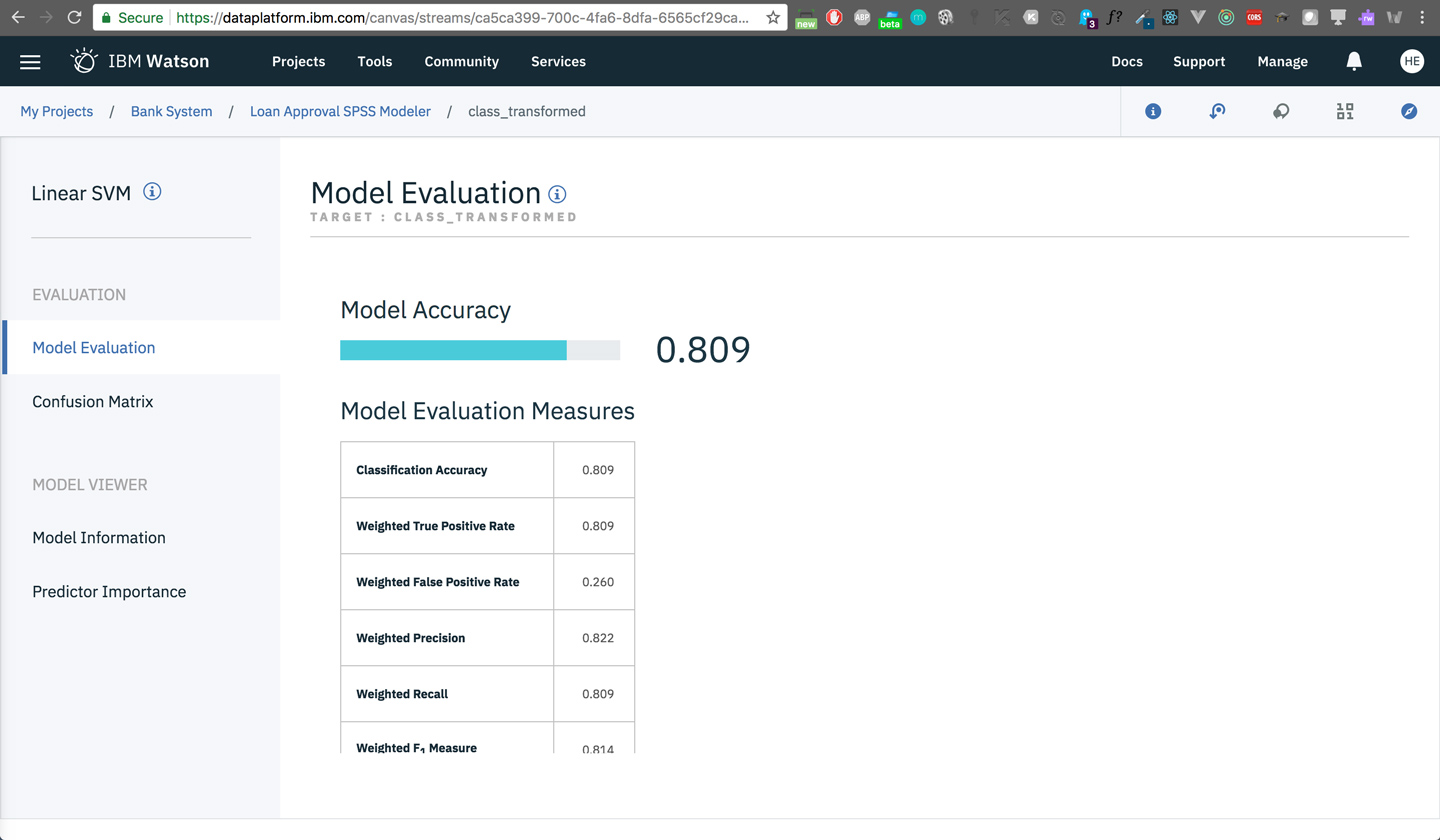 Secure https://dataplatform.ibm.com/canvas/streams/ca5ca399-700c-4fa6-8dfa-6565cf29ca...
new ABP beta m K 3 f? CORS rw
IBM Watson Projects Tools Community Services Docs Support Manage HE
My Projects / Bank System / Loan Approval SPSS Modeler / class_transformed
Linear SVM
EVALUATION
Model Evaluation
Confusion Matrix
MODEL VIEWER
Model Information
Predictor Importance
Model Evaluation
TARGET : CLASS_TRANSFORMED
Model Accuracy
0.809
Model Evaluation Measures
Classification Accuracy 0.809
Weighted True Positive Rate 0.809
Weighted False Positive Rate 0.260
Weighted Precision 0.822
Weighted Recall 0.809
Weighted F1 Measure 0.814